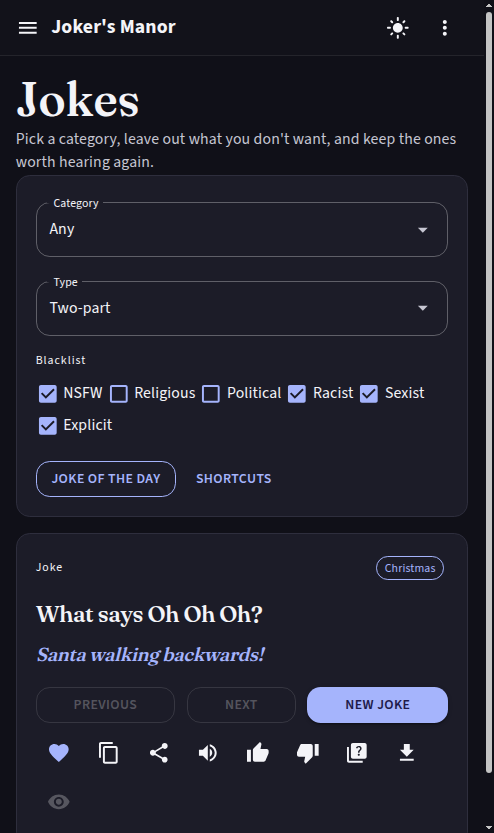 Joker's Manor
Jokes
Pick a category, leave out what you don't want, and keep the ones
worth hearing again.
Category
Any
Type
Two-part
Blacklist
NSFW Religious Political Racist Sexist
Explicit
JOKE OF THE DAY SHORTCUTS
Joke Christmas
What says Oh Oh Oh?
Santa walking backwards!
PREVIOUS NEXT NEW JOKE